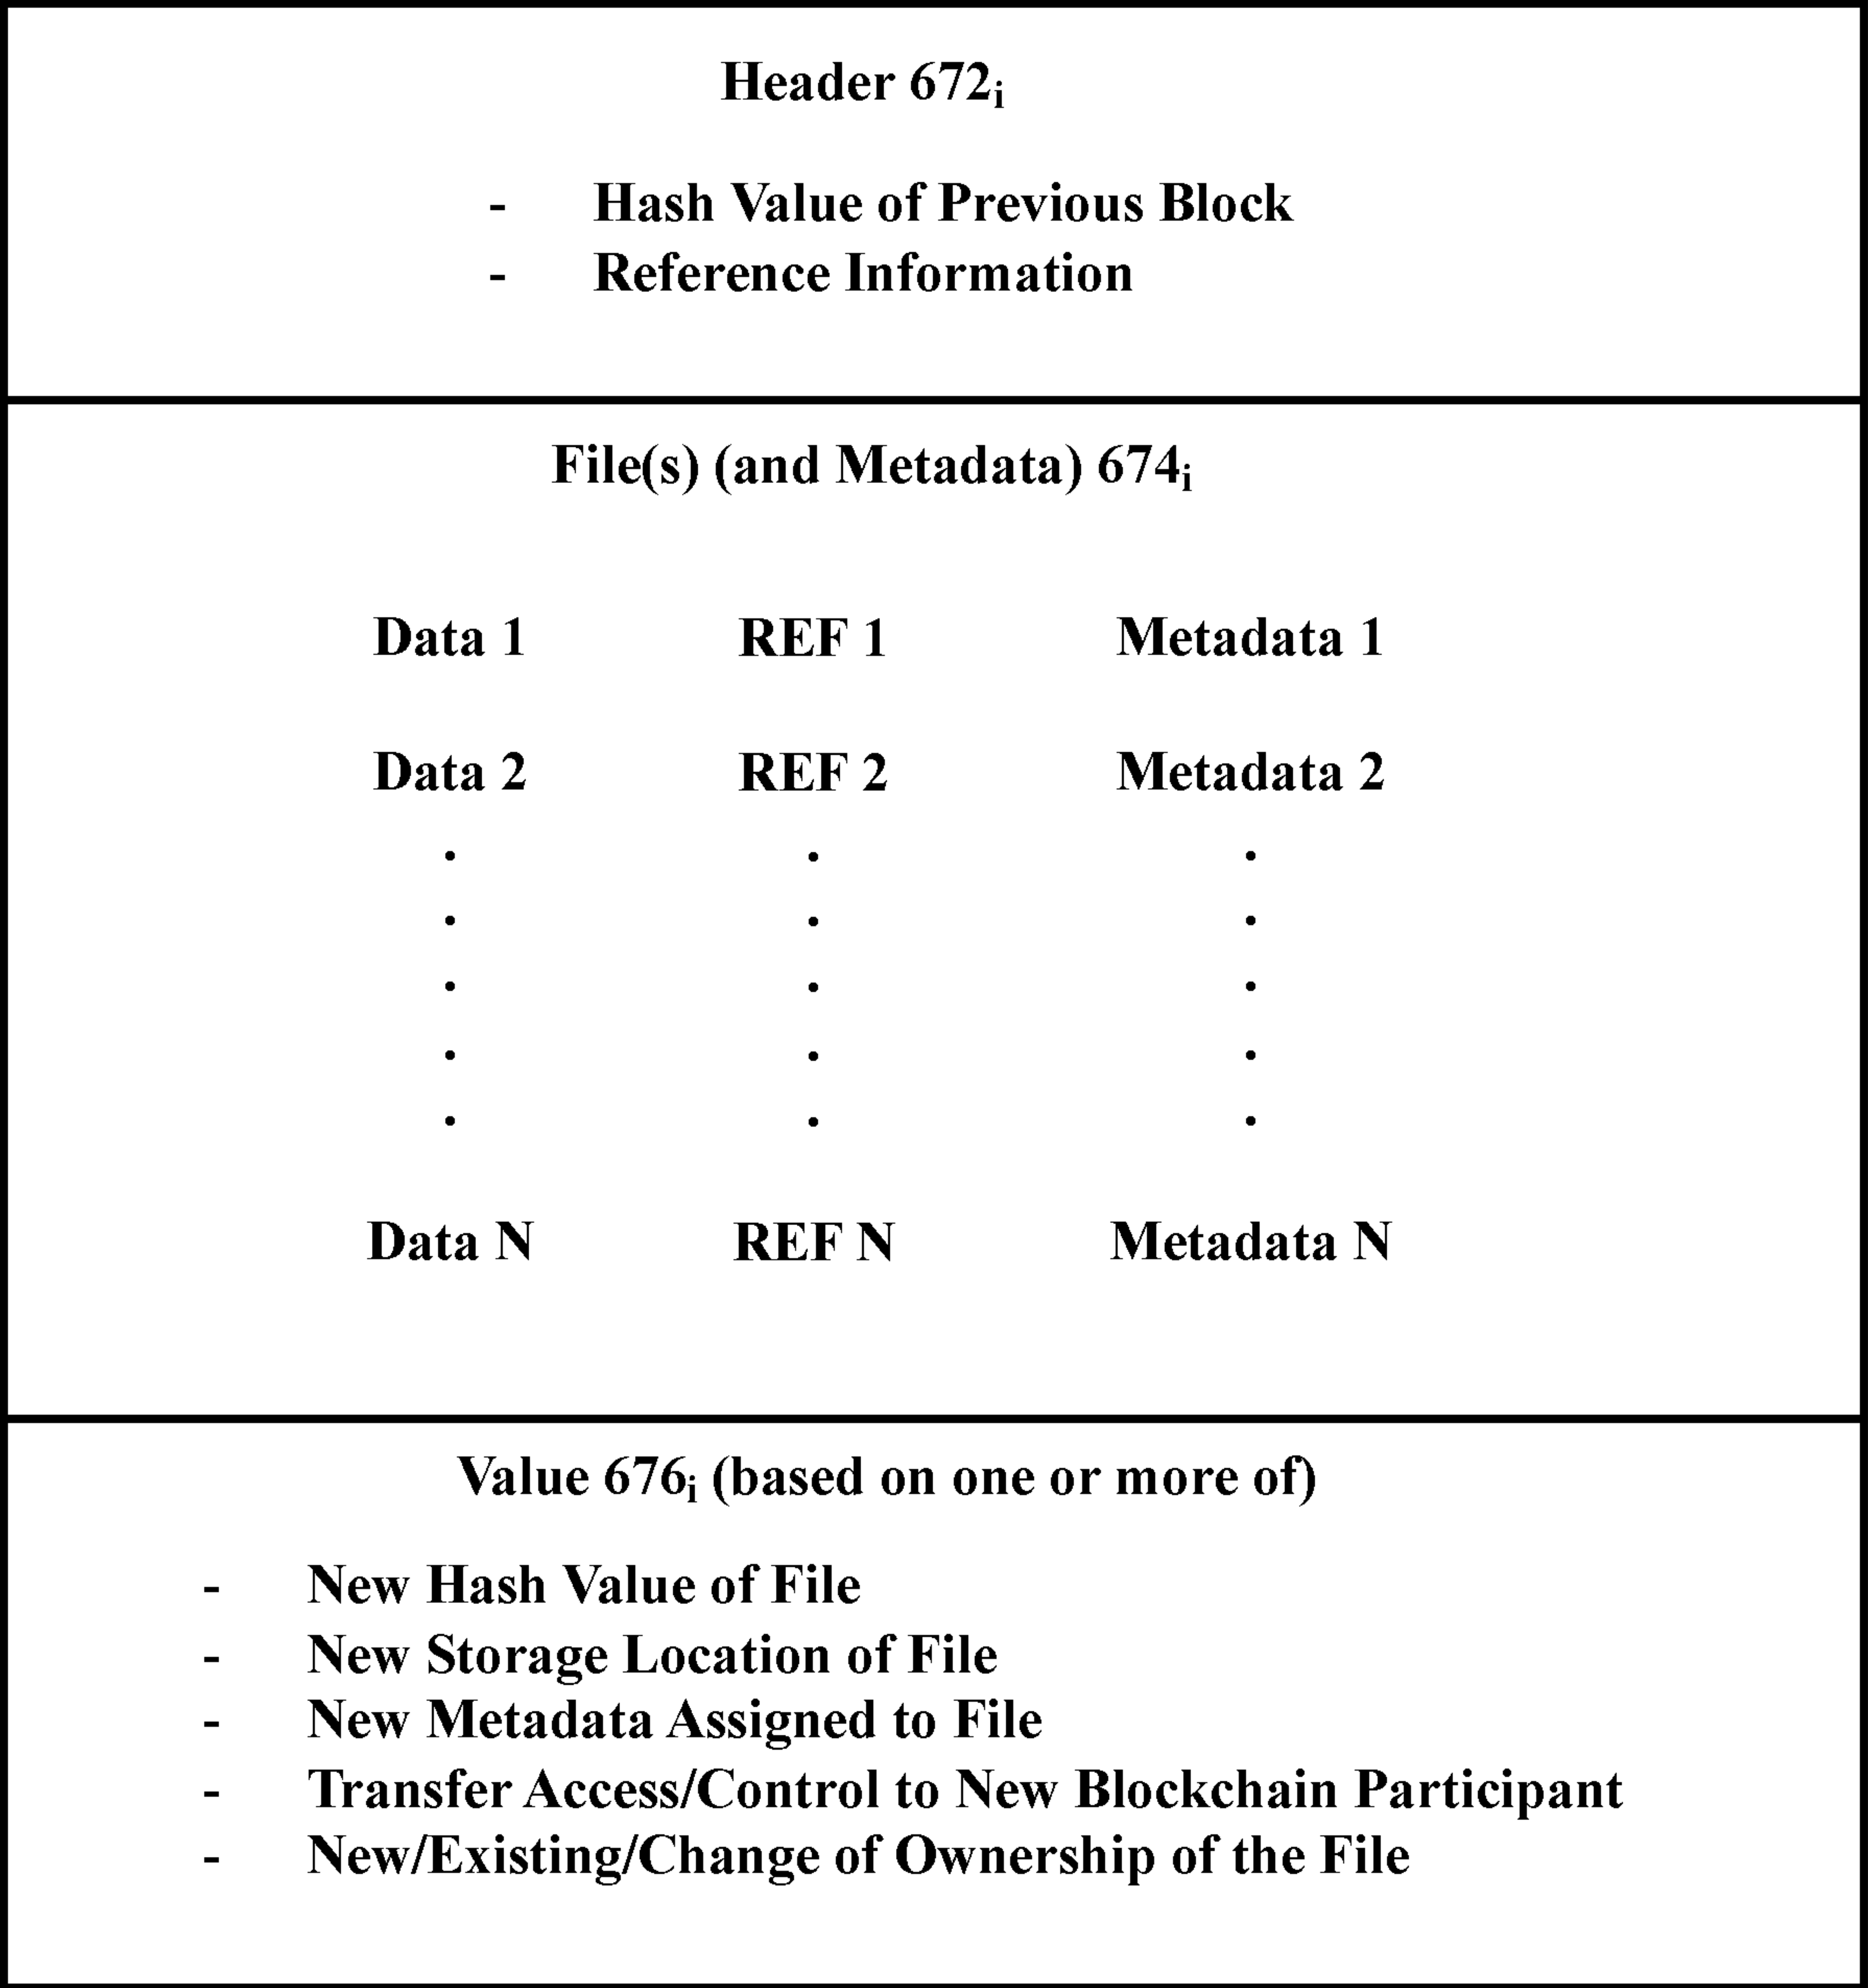 Header 672i
- Hash Value of Previous Block
- Reference Information
File(s) (and Metadata) 674i
Data 1 REF 1 Metadata 1
Data 2 REF 2 Metadata 2
. . .
. . .
. . .
. . .
. . .
Data N REF N Metadata N
Value 676i (based on one or more of)
- New Hash Value of File
- New Storage Location of File
- New Metadata Assigned to File
- Transfer Access/Control to New Blockchain Participant
- New/Existing/Change of Ownership of the File